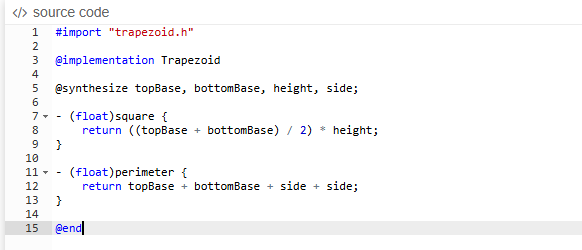 </> source code
1 #import "trapezoid.h"
2
3 @implementation Trapezoid
4
5 @synthesize topBase, bottomBase, height, side;
6
7 - (float)square {
8     return ((topBase + bottomBase) / 2) * height;
9 }
10
11 - (float)perimeter {
12     return topBase + bottomBase + side + side;
13 }
14
15 @end